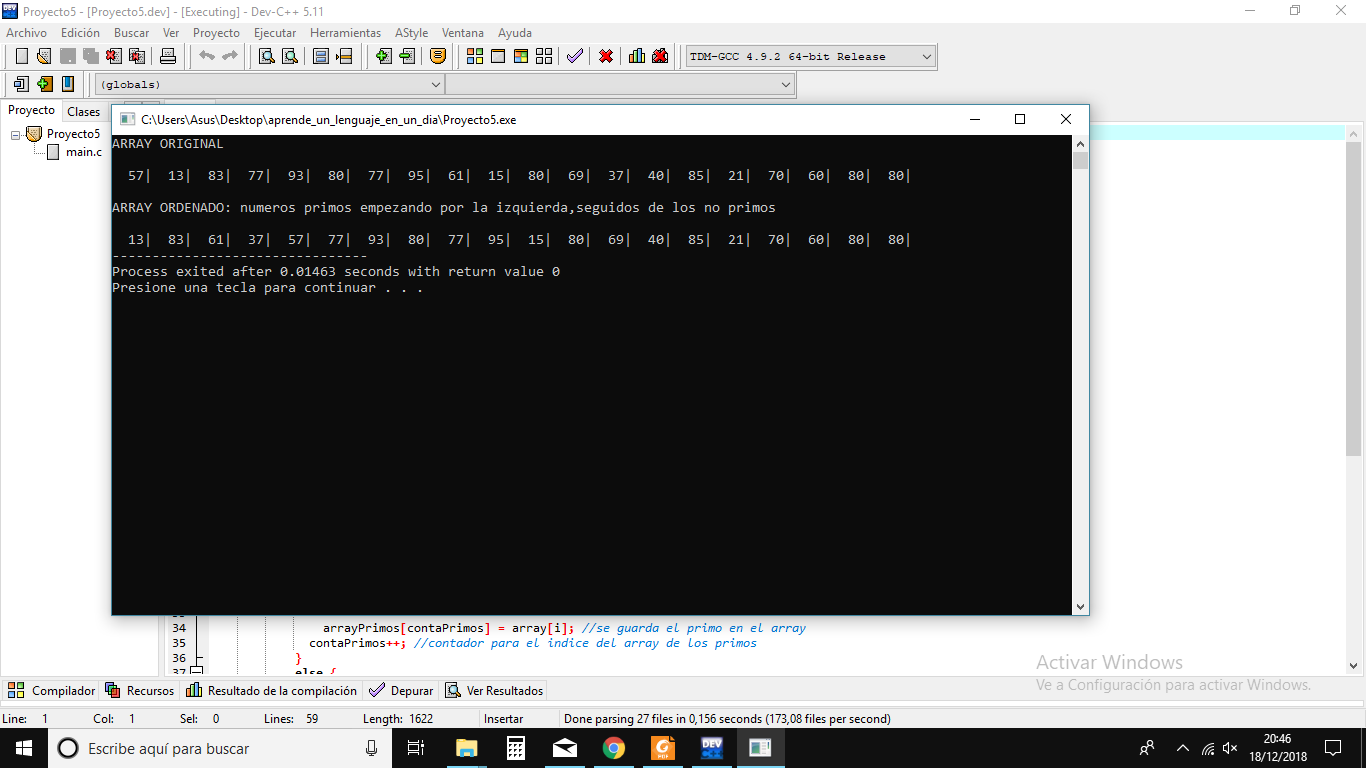 Proyecto5 - [Proyecto5.dev] - [Executing] - Dev-C++ 5.11
Archivo Edición Buscar Ver Proyecto Ejecutar Herramientas AStyle Ventana Ayuda
TDM-GCC 4.9.2 64-bit Release
(globals)
Proyecto Clases
Proyecto5
main.c
C:\Users\Asus\Desktop\aprende_un_lenguaje_en_un_dia\Proyecto5.exe
ARRAY ORIGINAL
57| 13| 83| 77| 93| 80| 77| 95| 61| 15| 80| 69| 37| 40| 85| 21| 70| 60| 80| 80|
ARRAY ORDENADO: numeros primos empezando por la izquierda,seguidos de los no primos
13| 83| 61| 37| 57| 77| 93| 80| 77| 95| 15| 80| 69| 40| 85| 21| 70| 60| 80| 80|
--------------------------------
Process exited after 0.01463 seconds with return value 0
Presione una tecla para continuar . . .
34 arrayPrimos[contaPrimos] = array[i]; //se guarda el primo en el array
35 contaPrimos++; //contador para el indice del array de los primos
36 }
37 else {
Activar Windows
Ve a Configuración para activar Windows.
Compilador Recursos Resultado de la compilación Depurar Ver Resultados
Line: 1 Col: 1 Sel: 0 Lines: 59 Length: 1622 Insertar Done parsing 27 files in 0,156 seconds (173,08 files per second)
Escribe aquí para buscar
20:46
18/12/2018